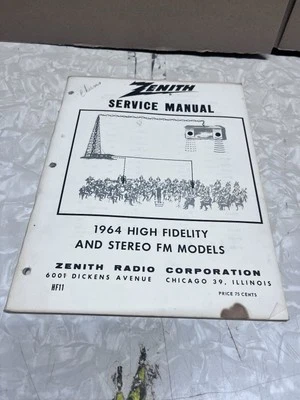 ZENITH
SERVICE MANUAL
1964 HIGH FIDELITY
AND STEREO FM MODELS
ZENITH RADIO CORPORATION
6001 DICKENS AVENUE CHICAGO 39, ILLINOIS
HF11
PRICE 75 CENTS